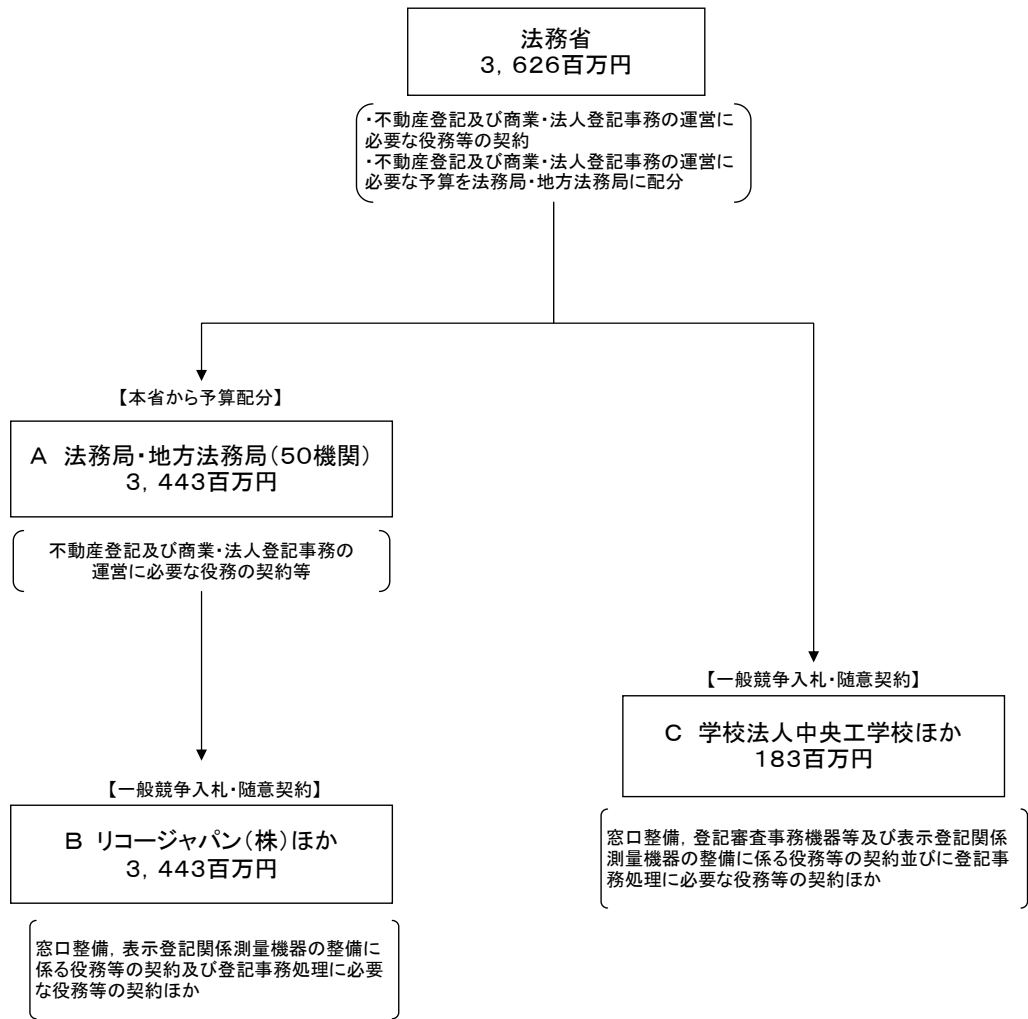 法務省
3，626百万円
・不動産登記及び商業・法人登記事務の運営に
必要な役務等の契約
・不動産登記及び商業・法人登記事務の運営に
必要な予算を法務局・地方法務局に配分
【本省から予算配分】
A　法務局・地方法務局（50機関）
3，443百万円
不動産登記及び商業・法人登記事務の
運営に必要な役務の契約等
【一般競争入札・随意契約】
B　リコージャパン（株）ほか
3，443百万円
窓口整備，表示登記関係測量機器の整備に
係る役務等の契約及び登記事務処理に必要
な役務等の契約ほか
【一般競争入札・随意契約】
C　学校法人中央工学校ほか
183百万円
窓口整備，登記審査事務機器等及び表示登記関係
測量機器の整備に係る役務等の契約並びに登記事
務処理に必要な役務等の契約ほか